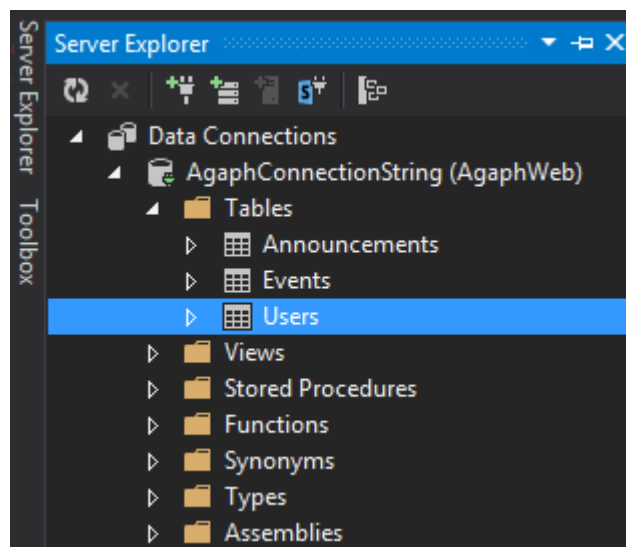 Server Explorer
Toolbox
Server Explorer
Data Connections
AgaphConnectionString (AgaphWeb)
Tables
Announcements
Events
Users
Views
Stored Procedures
Functions
Synonyms
Types
Assemblies